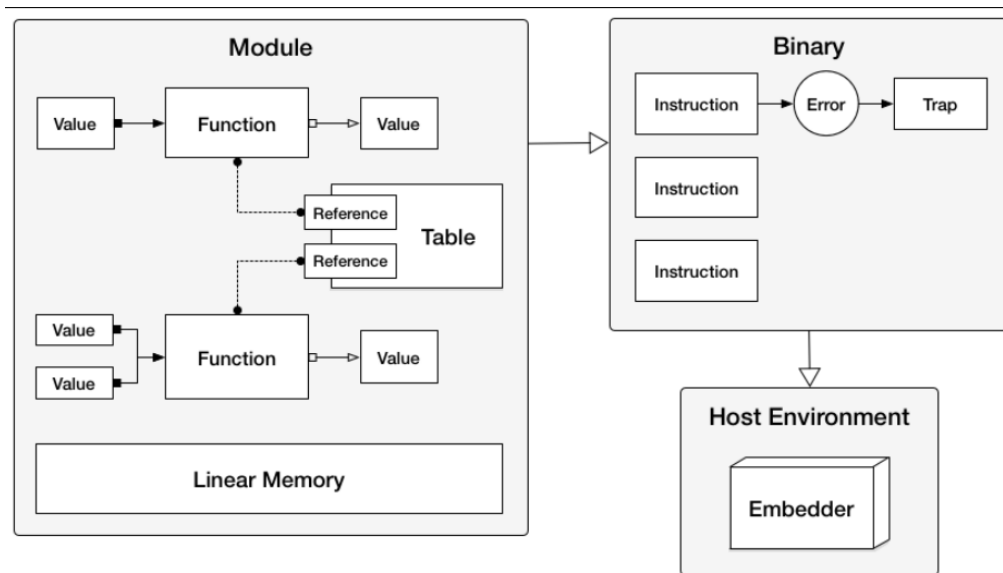 Module
Value
Function
Value
Reference
Table
Reference
Value
Value
Function
Value
Linear Memory
Binary
Instruction
Error
Trap
Instruction
Instruction
Host Environment
Embedder